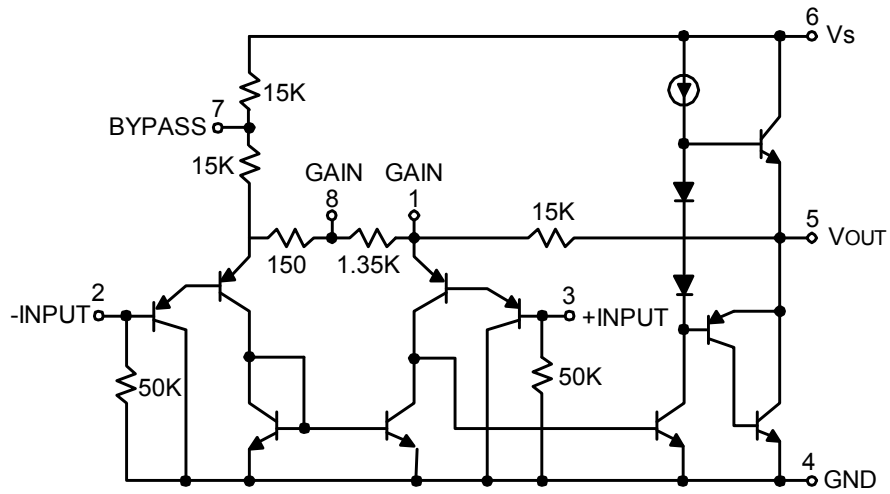 6
Vs
15K
7
BYPASS
15K
GAIN
8
GAIN
1
15K
5
VOUT
150
1.35K
2
-INPUT
3
+INPUT
50K
50K
4
GND